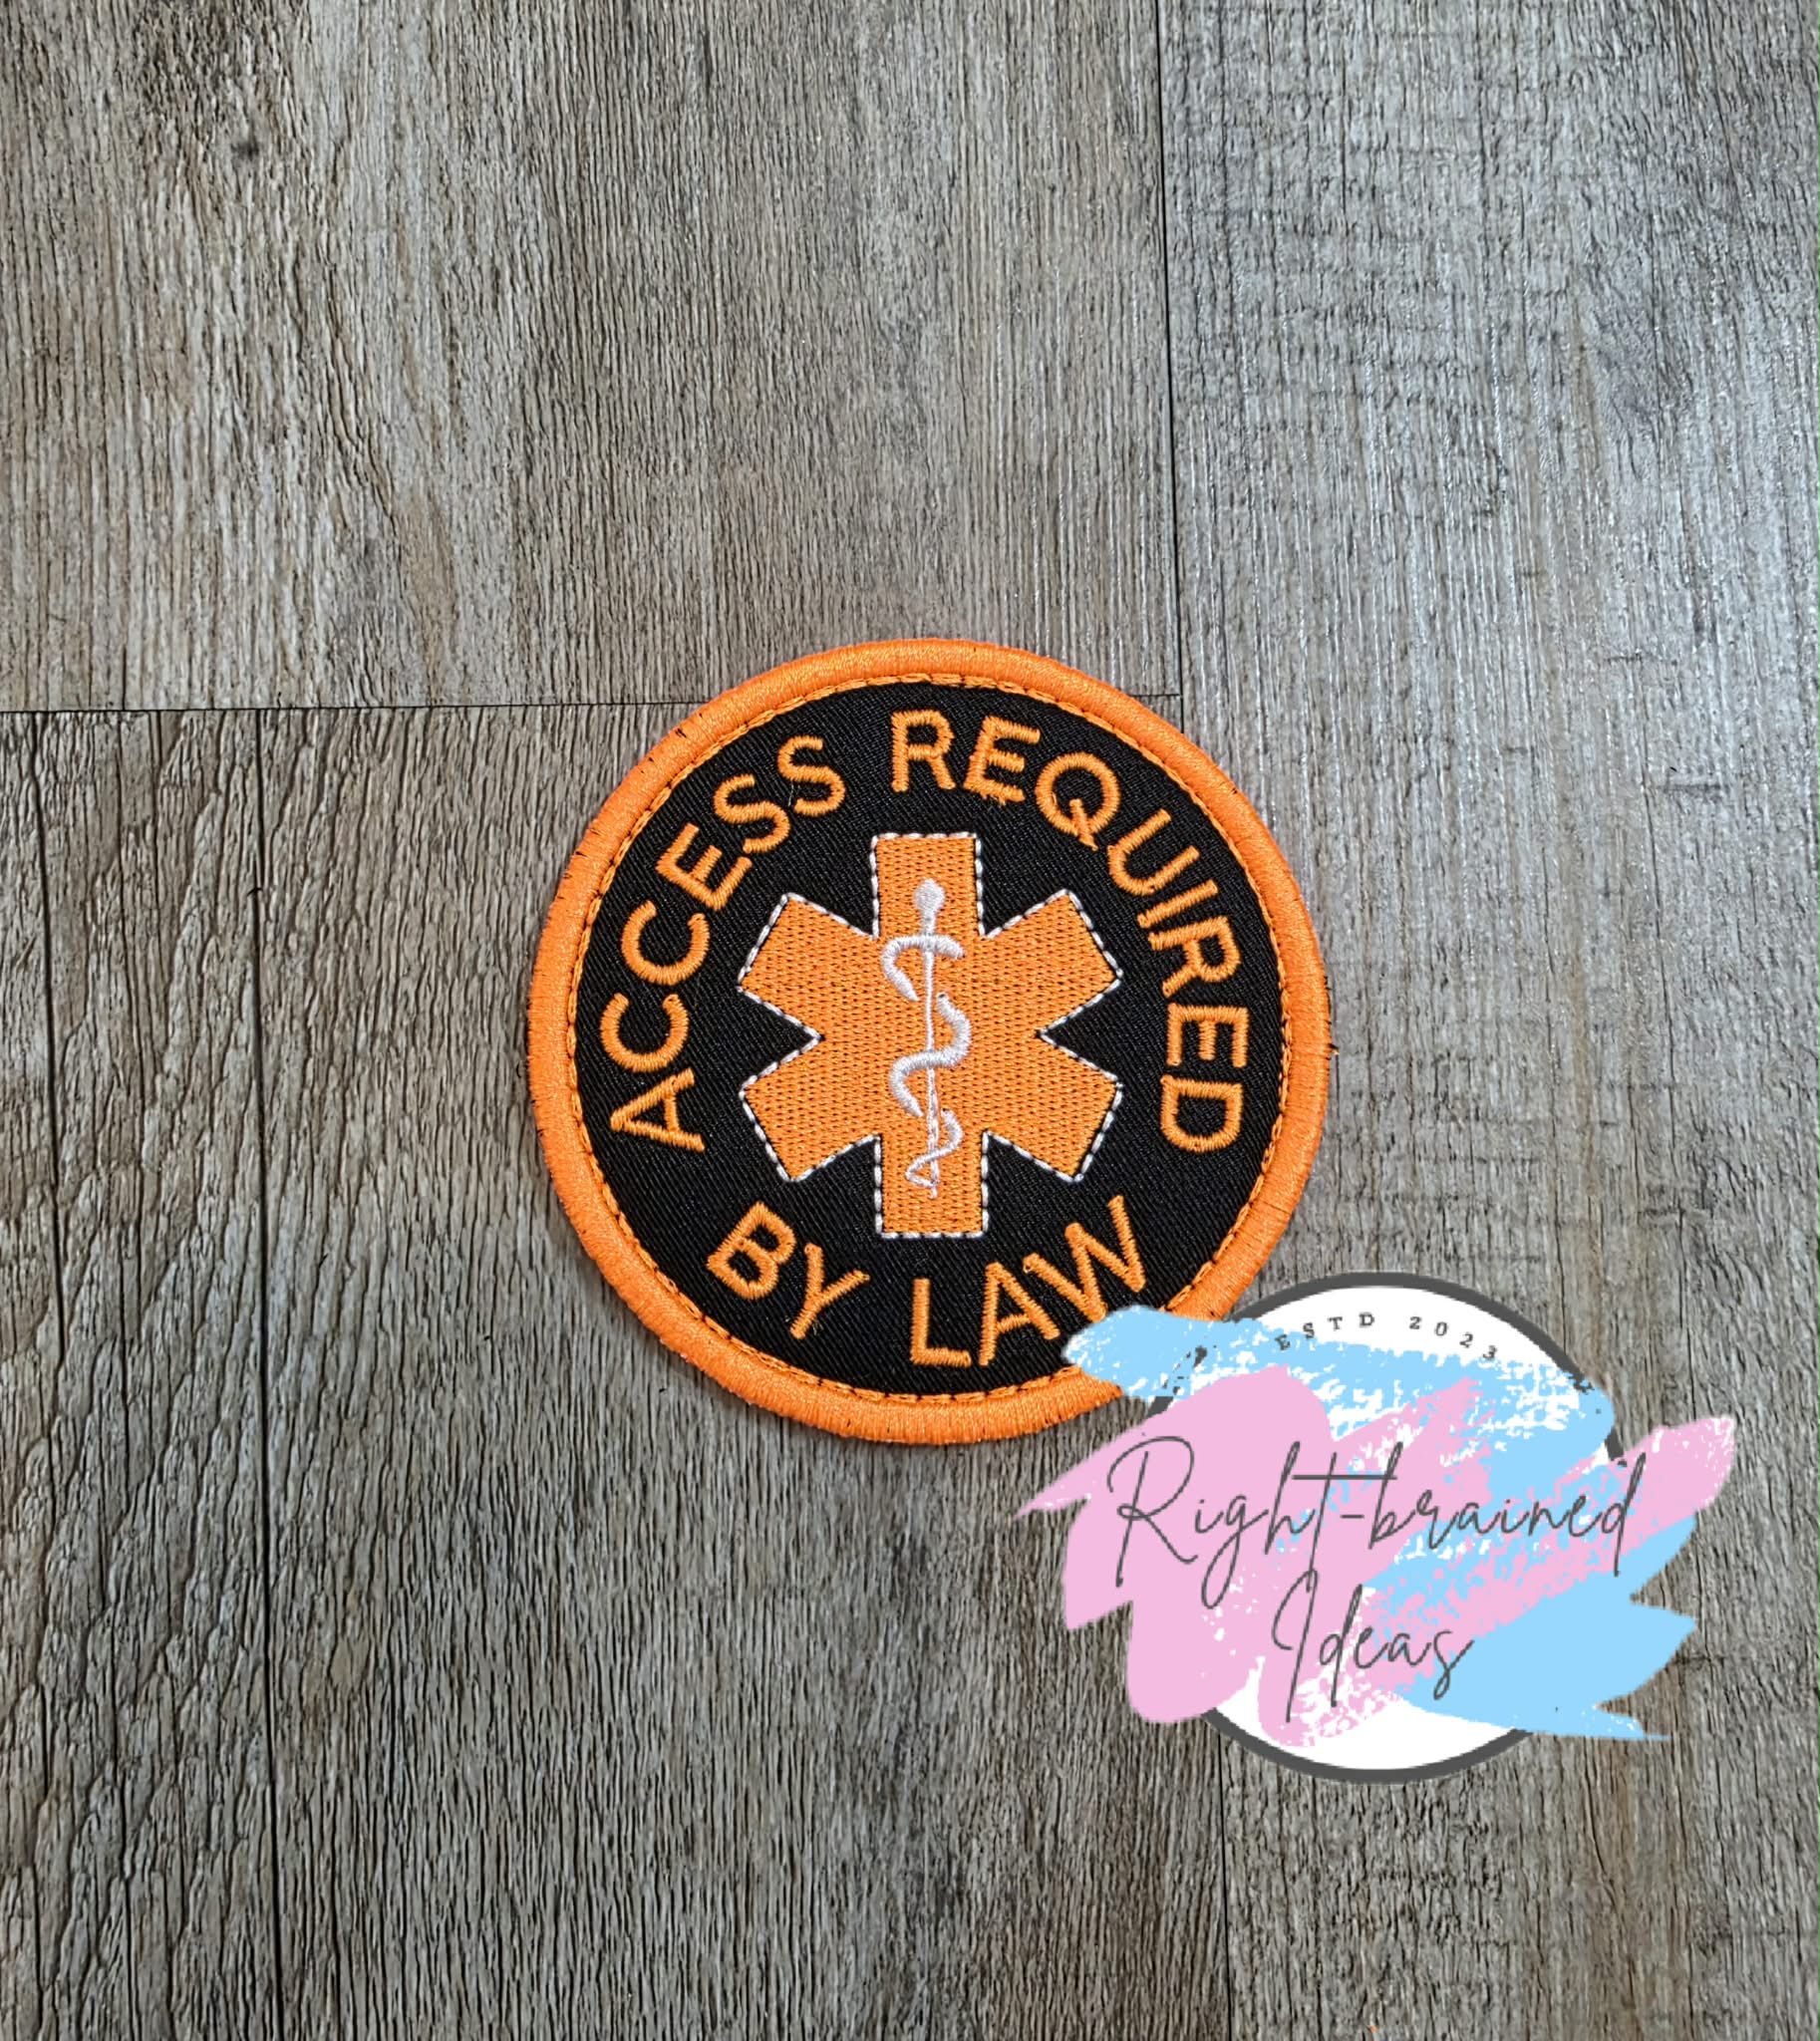 ACCESS REQUIRED
BY LAW
ESTD 2023
Right-brained
Ideas